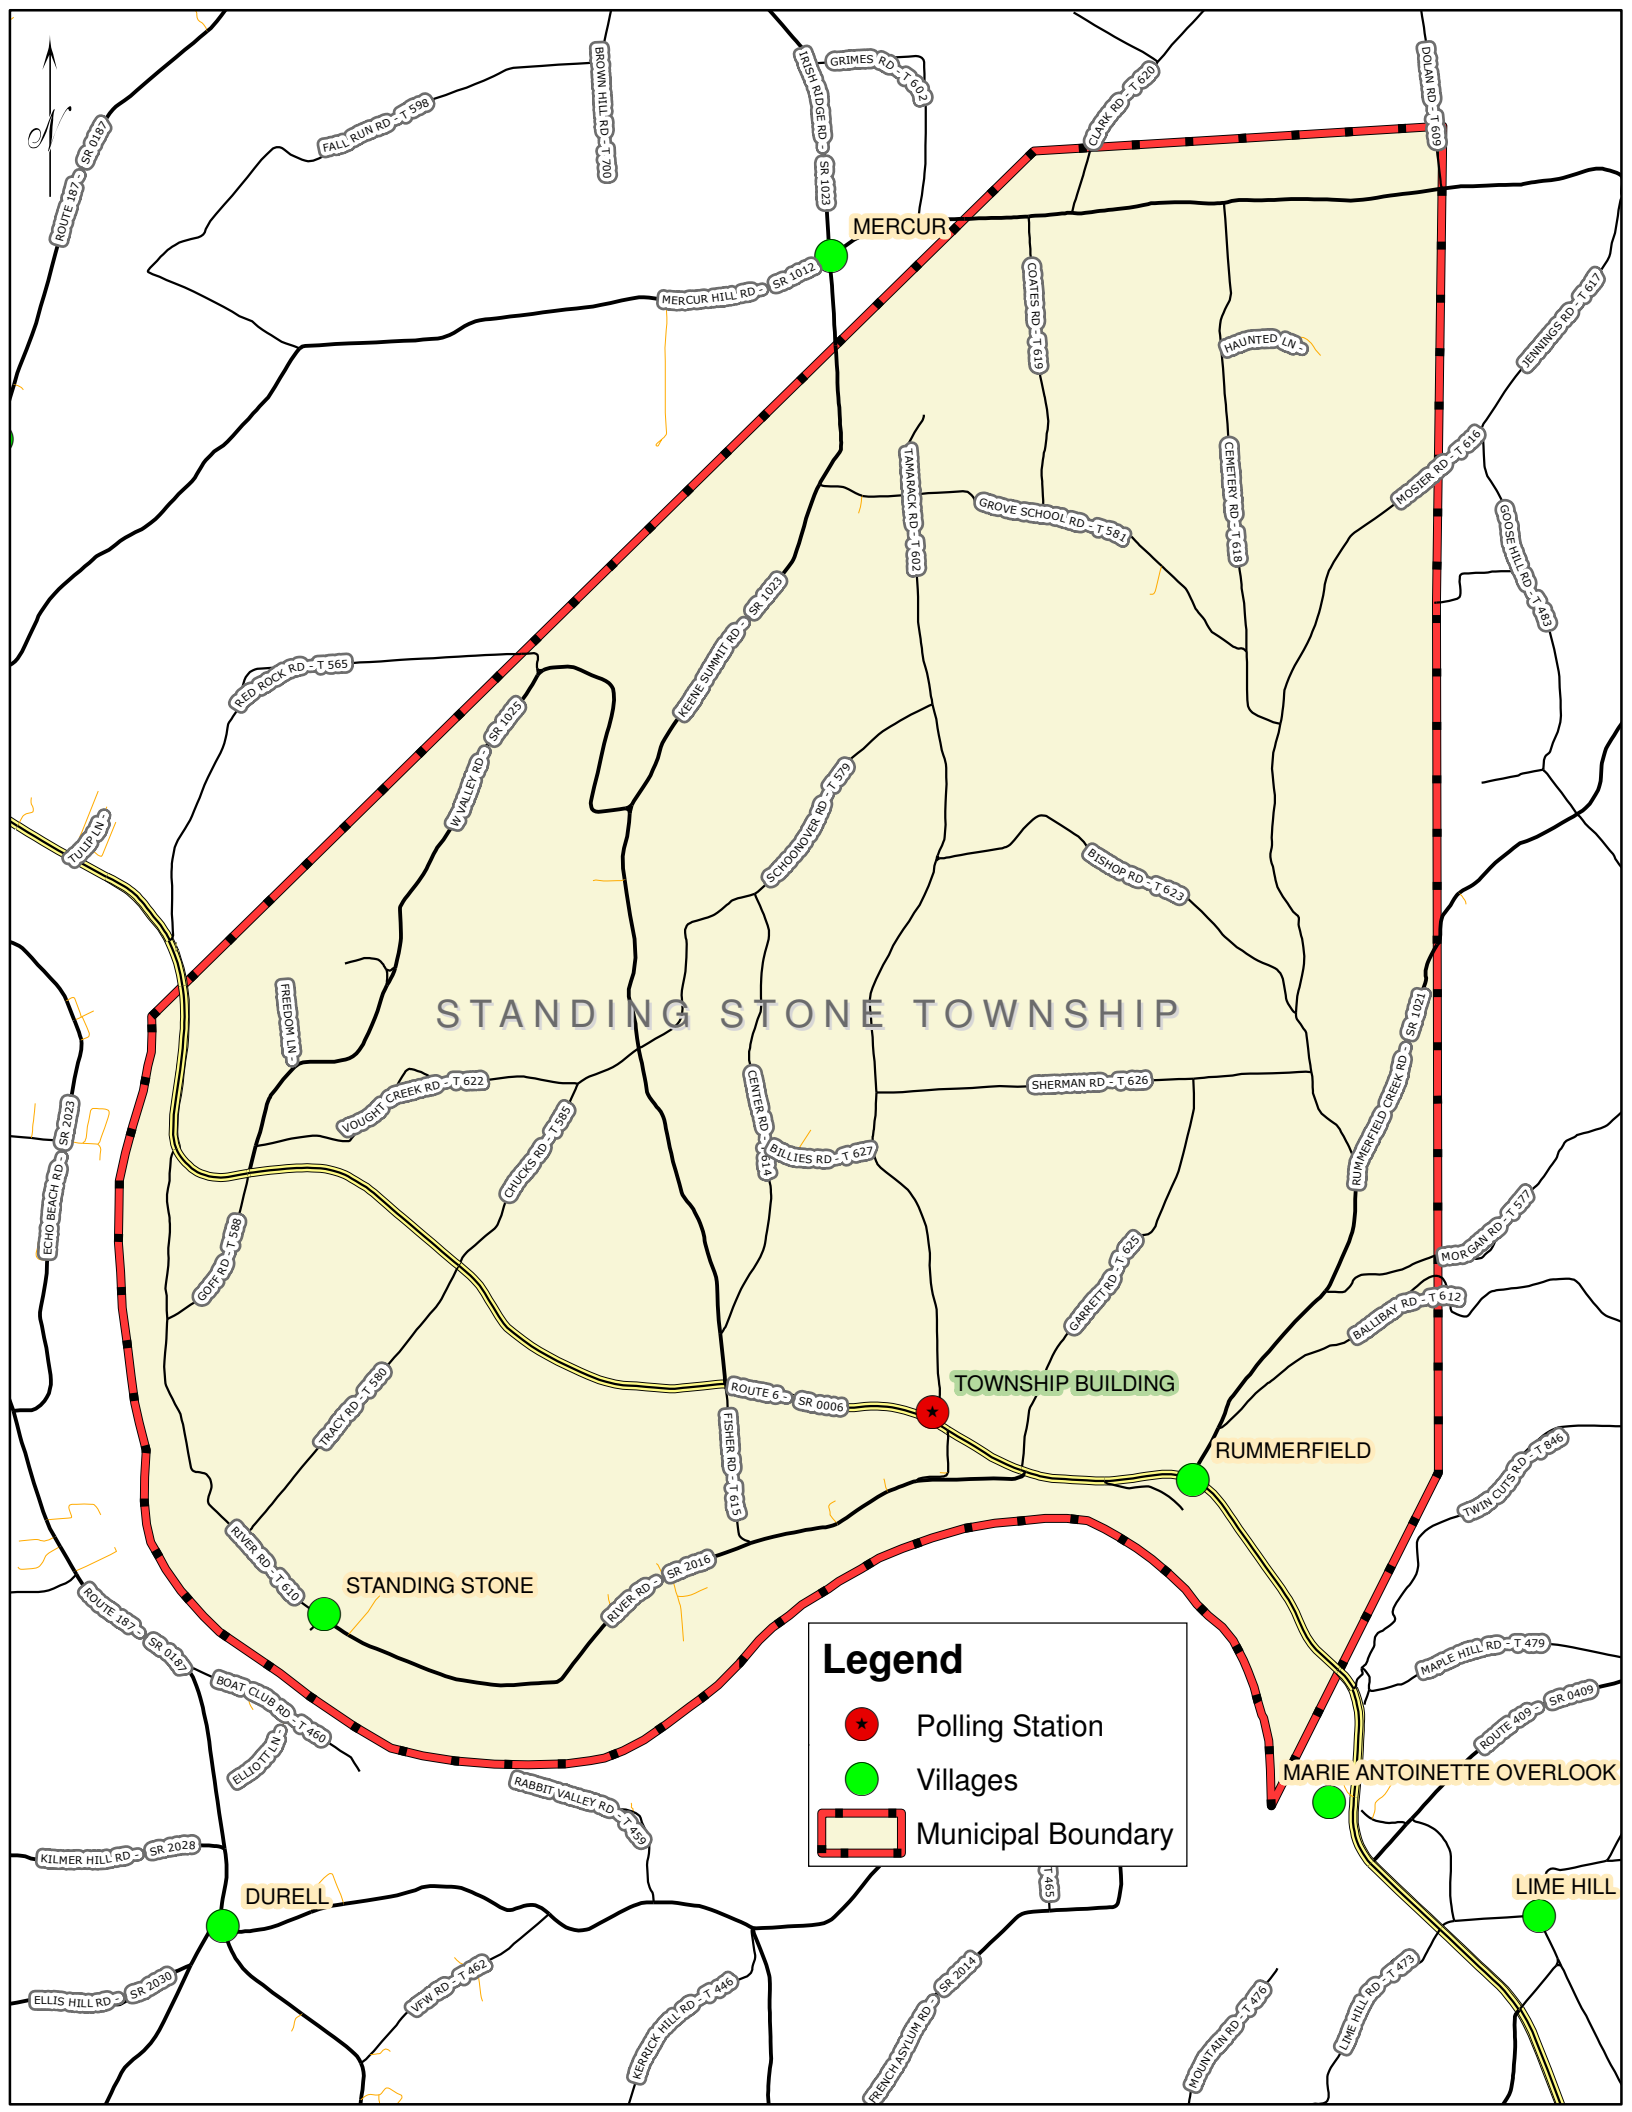 N
ROUTE 187 - SR 0187
FALL RUN RD - T 598
BROWN HILL RD - T 700
IRISH RIDGE RD - SR 1023
GRIMES RD - T 602
CLARK RD - T 620
DOLAN RD - T 609
MERCUR
MERCUR HILL RD - SR 1012
COATES RD - T 619
HAUNTED LN -
JENNINGS RD - T 617
MOSIER RD - T 616
TAMARACK RD - T 602
GROVE SCHOOL RD - T 581
CEMETERY RD - T 618
GOOSE HILL RD - T 483
KEENE SUMMIT RD - SR 1023
RED ROCK RD - T 565
W VALLEY RD - SR 1025
TULIP LN -
SCHOONOVER RD - T 579
BISHOP RD - T 623
FREEDOM LN -
STANDING STONE TOWNSHIP
RUMMERFIELD CREEK RD - SR 1021
VOUGHT CREEK RD - T 622
SHERMAN RD - T 626
ECHO BEACH RD - SR 2023
CHUCKS RD - T 585
CENTER RD - 614
BILLIES RD - T 627
GOFF RD - T 588
GARRETT RD - T 625
MORGAN RD - T 577
BALLIBAY RD - T 612
TRACY RD - T 580
ROUTE 6 - SR 0006
TOWNSHIP BUILDING
FISHER RD - T 615
RUMMERFIELD
TWIN CUTS RD - T 846
RIVER RD - T 610
STANDING STONE
RIVER RD - SR 2016
ROUTE 187 - SR 0187
BOAT CLUB RD - T 460
ELLIOTT LN -
MAPLE HILL RD - T 479
ROUTE 409 - SR 0409
Legend
Polling Station
Villages
Municipal Boundary
MARIE ANTOINETTE OVERLOOK
RABBIT VALLEY RD - T 459
KILMER HILL RD - SR 2028
DURELL
T 465
LIME HILL
ELLIS HILL RD - SR 2030
VFW RD - T 462
KERRICK HILL RD - T 446
FRENCH ASYLUM RD - SR 2014
MOUNTAIN RD - T 476
LIME HILL RD - T 473